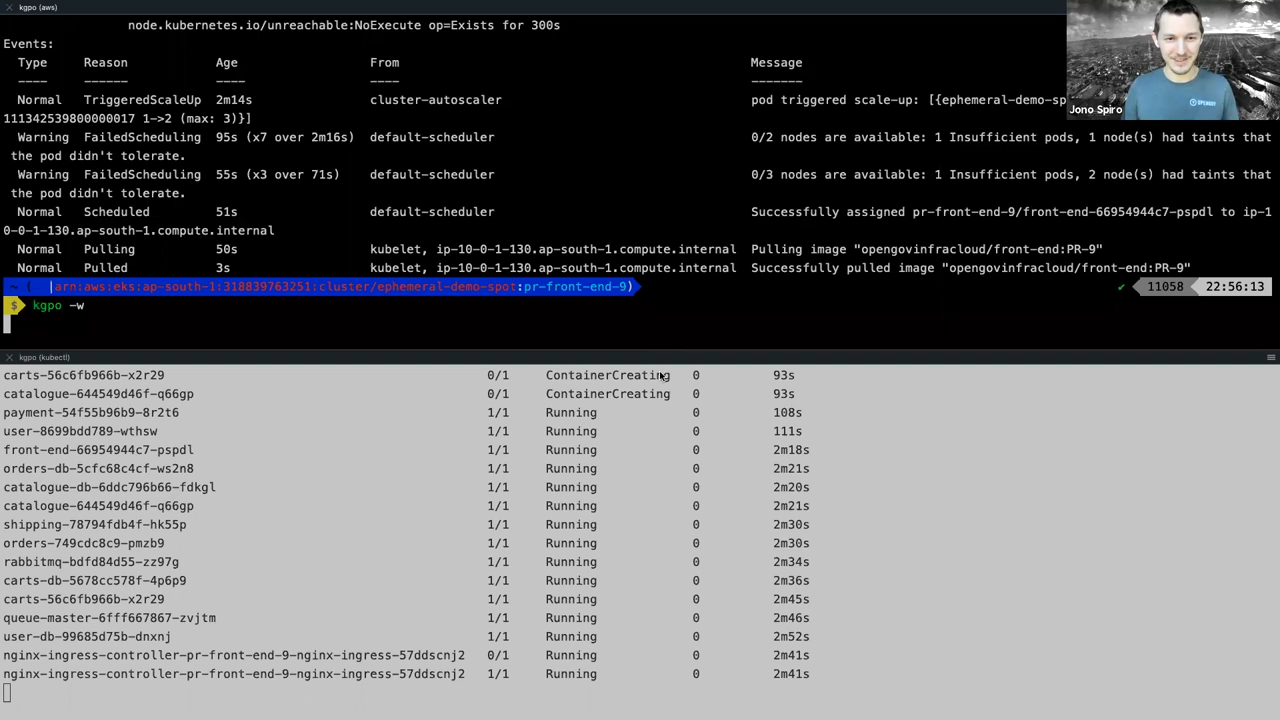 kgpo (aws)
node.kubernetes.io/unreachable:NoExecute op=Exists for 300s
Events:
Type Reason Age From Message
---- ------ ---- ---- -------
Normal TriggeredScaleUp 2m14s cluster-autoscaler pod triggered scale-up: [{ephemeral-demo-sp
111342539800000017 1->2 (max: 3)}]
Warning FailedScheduling 95s (x7 over 2m16s) default-scheduler 0/2 nodes are available: 1 Insufficient pods, 1 node(s) had taints that
the pod didn't tolerate.
Warning FailedScheduling 55s (x3 over 71s) default-scheduler 0/3 nodes are available: 1 Insufficient pods, 2 node(s) had taints that
the pod didn't tolerate.
Normal Scheduled 51s default-scheduler Successfully assigned pr-front-end-9/front-end-66954944c7-pspdl to ip-1
0-0-1-130.ap-south-1.compute.internal
Normal Pulling 50s kubelet, ip-10-0-1-130.ap-south-1.compute.internal Pulling image "opengovinfracloud/front-end:PR-9"
Normal Pulled 3s kubelet, ip-10-0-1-130.ap-south-1.compute.internal Successfully pulled image "opengovinfracloud/front-end:PR-9"
~ ( |arn:aws:eks:ap-south-1:318839763251:cluster/ephemeral-demo-spot:pr-front-end-9) ✔ 11058 22:56:13
$ kgpo -w
Jono Spiro
kgpo (kubectl)
carts-56c6fb966b-x2r29 0/1 ContainerCreating 0 93s
catalogue-644549d46f-q66gp 0/1 ContainerCreating 0 93s
payment-54f55b96b9-8r2t6 1/1 Running 0 108s
user-8699bdd789-wthsw 1/1 Running 0 111s
front-end-66954944c7-pspdl 1/1 Running 0 2m18s
orders-db-5cfc68c4cf-ws2n8 1/1 Running 0 2m21s
catalogue-db-6ddc796b66-fdkgl 1/1 Running 0 2m20s
catalogue-644549d46f-q66gp 1/1 Running 0 2m21s
shipping-78794fdb4f-hk55p 1/1 Running 0 2m30s
orders-749cdc8c9-pmzb9 1/1 Running 0 2m30s
rabbitmq-bdfd84d55-zz97g 1/1 Running 0 2m34s
carts-db-5678cc578f-4p6p9 1/1 Running 0 2m36s
carts-56c6fb966b-x2r29 1/1 Running 0 2m45s
queue-master-6fff667867-zvjtm 1/1 Running 0 2m46s
user-db-99685d75b-dnxnj 1/1 Running 0 2m52s
nginx-ingress-controller-pr-front-end-9-nginx-ingress-57ddscnj2 0/1 Running 0 2m41s
nginx-ingress-controller-pr-front-end-9-nginx-ingress-57ddscnj2 1/1 Running 0 2m41s